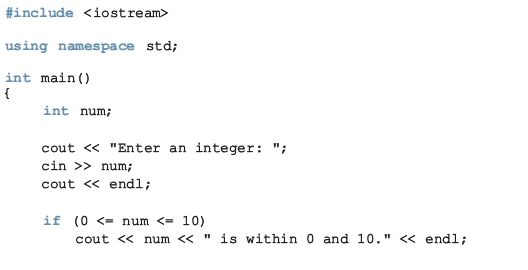 #include <iostream>
using namespace std;
int main()
{
int num;
cout << "Enter an integer: ";
cin >> num;
cout << endl;
if (0 <= num <= 10)
cout << num << " is within 0 and 10." << endl;